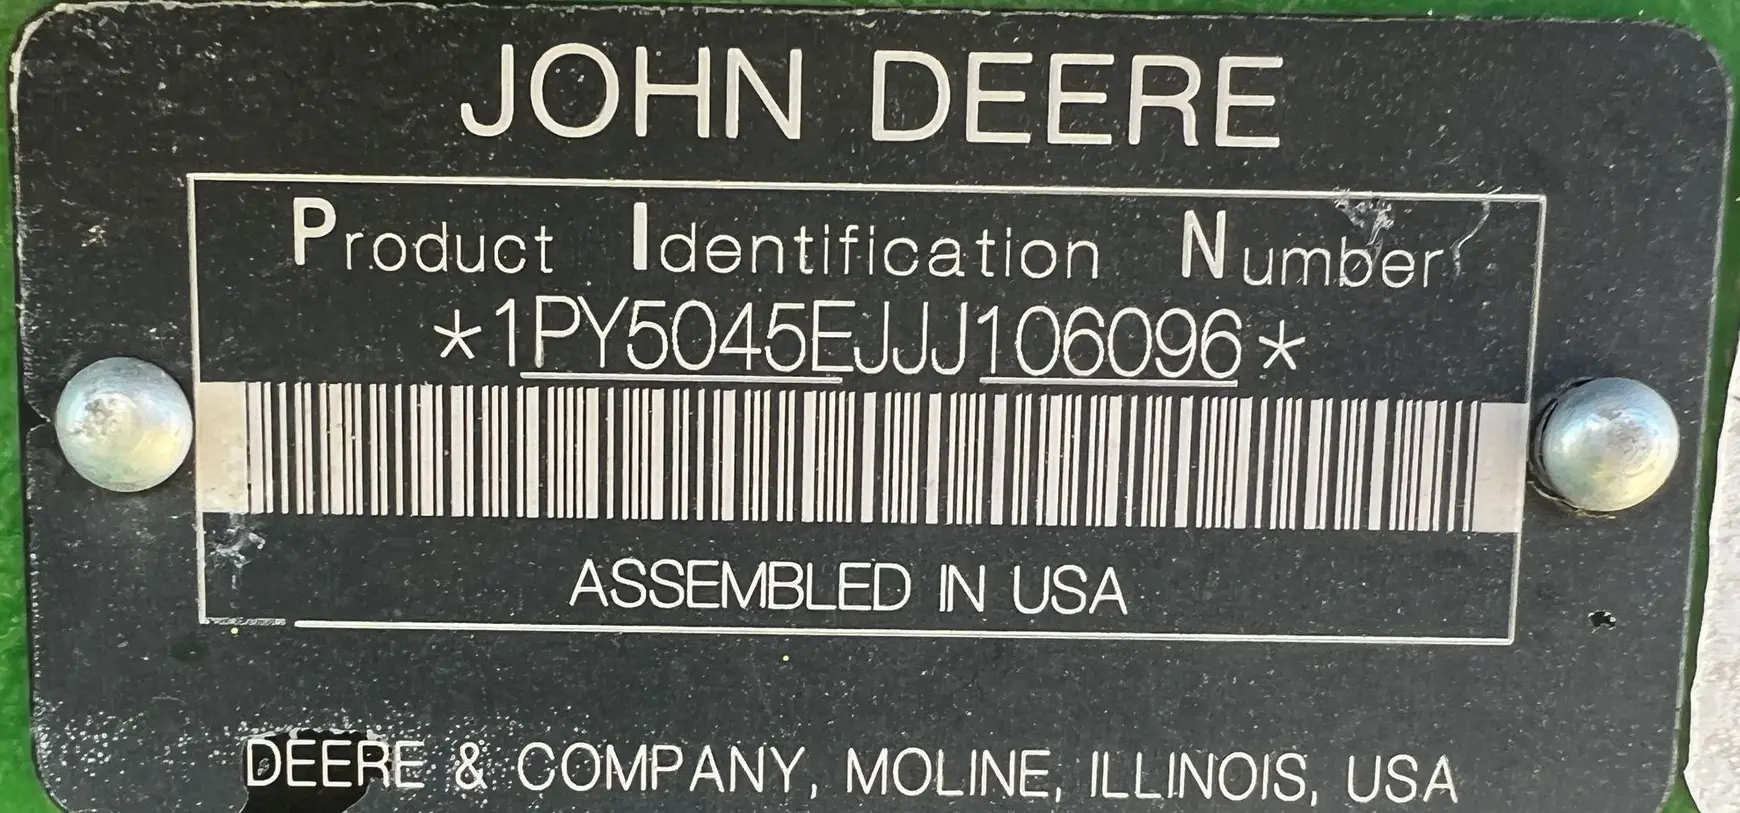 JOHN DEERE
Product Identification Number
*1PY5045EJJJ106096*
ASSEMBLED IN USA
DEERE & COMPANY, MOLINE, ILLINOIS, USA